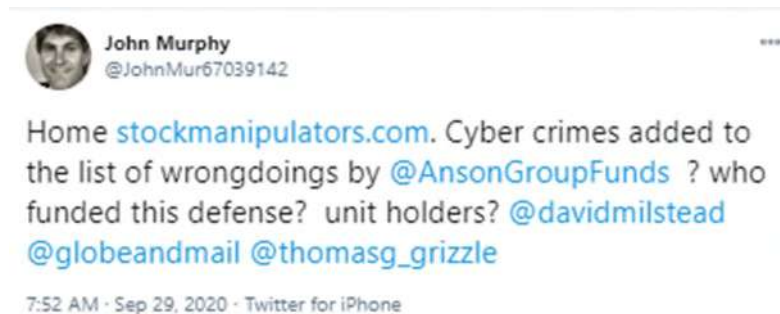 John Murphy
@JohnMur67039142
Home stockmanipulators.com. Cyber crimes added to
the list of wrongdoings by @AnsonGroupFunds ? who
funded this defense? unit holders? @davidmilstead
@globeandmail @thomasg_grizzle
7:52 AM · Sep 29, 2020 · Twitter for iPhone